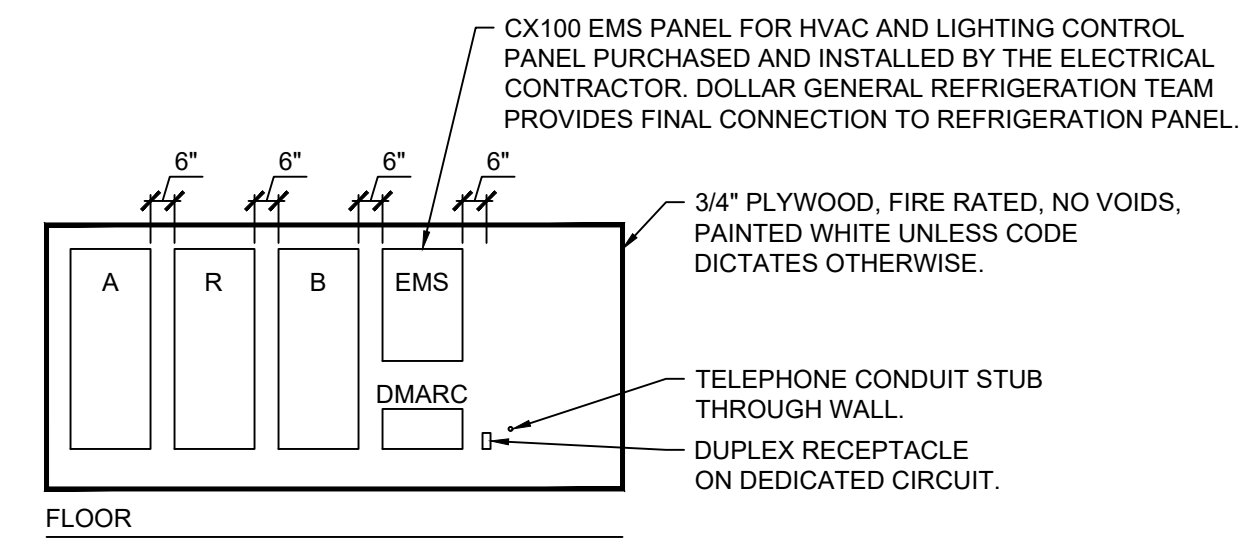 CX100 EMS PANEL FOR HVAC AND LIGHTING CONTROL
PANEL PURCHASED AND INSTALLED BY THE ELECTRICAL
CONTRACTOR. DOLLAR GENERAL REFRIGERATION TEAM
PROVIDES FINAL CONNECTION TO REFRIGERATION PANEL.
6" 6" 6" 6"
3/4" PLYWOOD, FIRE RATED, NO VOIDS,
PAINTED WHITE UNLESS CODE
DICTATES OTHERWISE.
A R B EMS
DMARC
TELEPHONE CONDUIT STUB
THROUGH WALL.
DUPLEX RECEPTACLE
ON DEDICATED CIRCUIT.
FLOOR